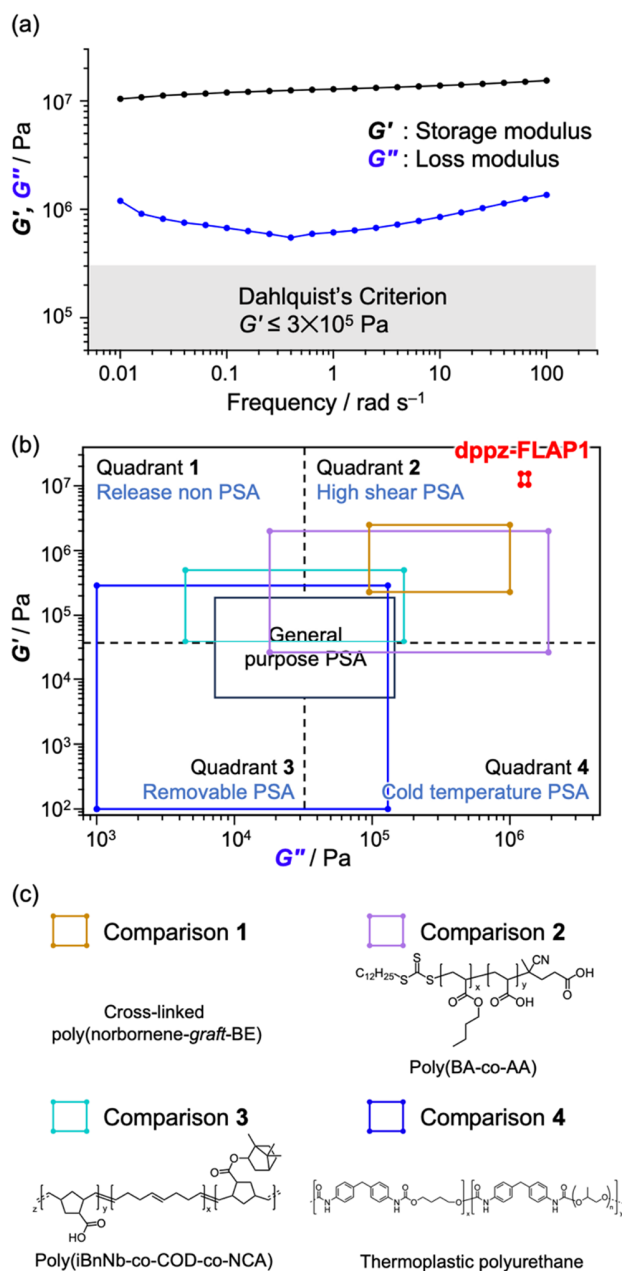 (a)
10⁷
10⁶
10⁵
G', G" / Pa
G' : Storage modulus
G" : Loss modulus
Dahlquist's Criterion
G' ≤ 3×10⁵ Pa
0.01 0.1 1 10 100
Frequency / rad s⁻¹
(b)
dppz-FLAP1
Quadrant 1
Release non PSA
Quadrant 2
High shear PSA
10⁷
10⁶
10⁵
10⁴
10³
10²
G' / Pa
General
purpose PSA
Quadrant 3
Removable PSA
Quadrant 4
Cold temperature PSA
10³ 10⁴ 10⁵ 10⁶
G" / Pa
(c)
Comparison 1
Cross-linked
poly(norbornene-graft-BE)
Comparison 2
S
CN
C₁₂H₂₅S S x y OH
O
O O O OH
Poly(BA-co-AA)
Comparison 3
O
O
z x y
O
HO
Poly(iBnNb-co-COD-co-NCA)
Comparison 4
O O O O
N H N H O O x N H N H O n y
Thermoplastic polyurethane